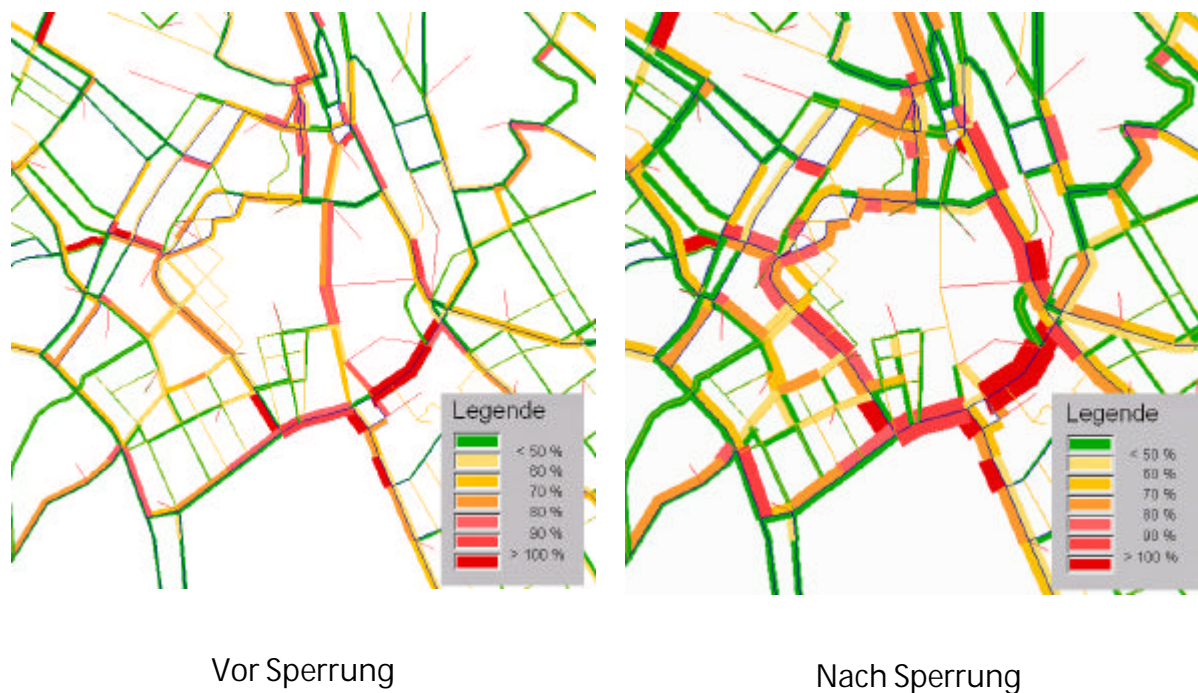 Legende
< 50 %
60 %
70 %
80 %
90 %
> 100 %
Legende
< 50 %
60 %
70 %
80 %
90 %
> 100 %
Vor Sperrung
Nach Sperrung